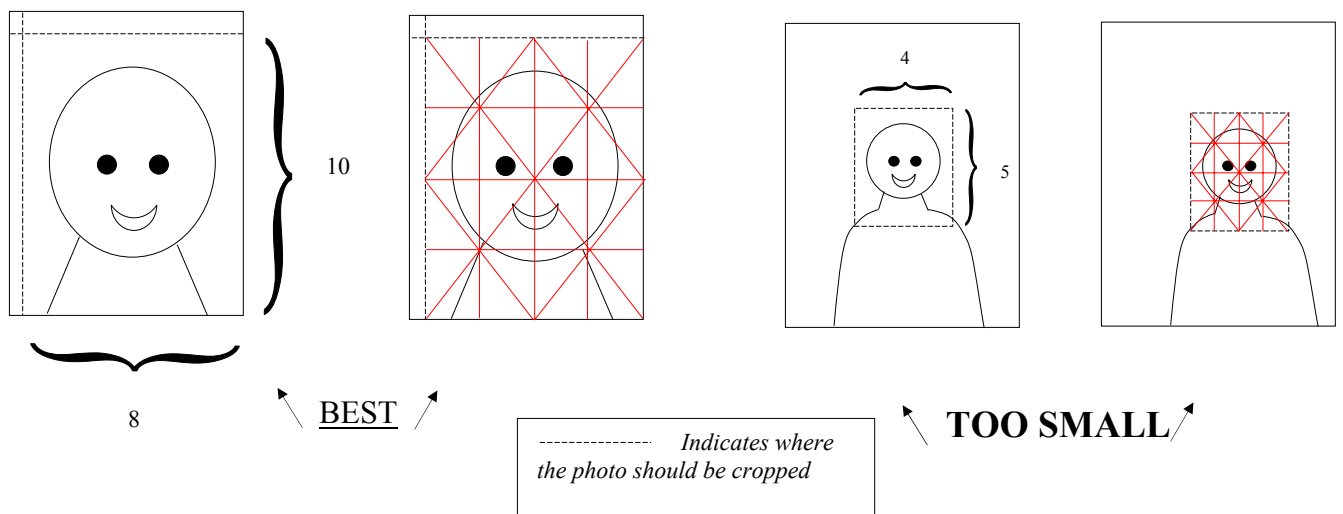 4
10
5
8
BEST
TOO SMALL
Indicates where
the photo should be cropped